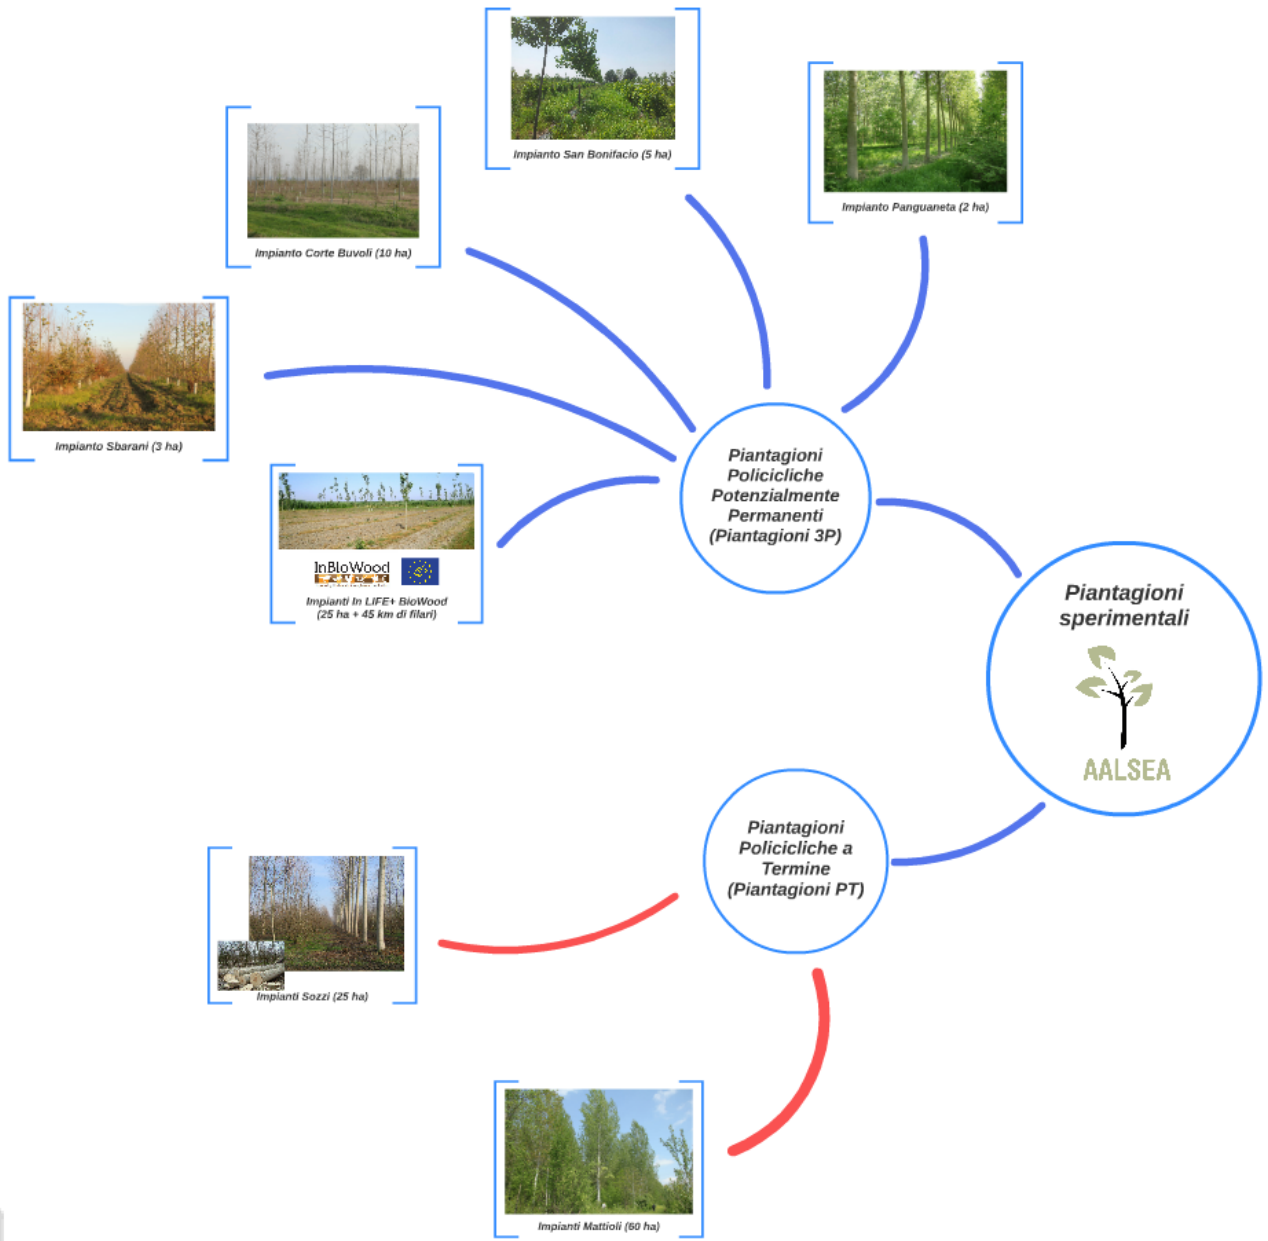 Impianto San Bonifacio (5 ha)
Impianto Panguaneta (2 ha)
Impianto Corte Buvoli (10 ha)
Impianto Sbarani (3 ha)
InBioWood
Impianti In LIFE+ BioWood
(25 ha + 45 km di filari)
Piantagioni
Policicliche
Potenzialmente
Permanenti
(Piantagioni 3P)
Piantagioni
sperimentali
AALSEA
Piantagioni
Policicliche a
Termine
(Piantagioni PT)
Impianti Sozzi (25 ha)
Impianti Mattioli (60 ha)